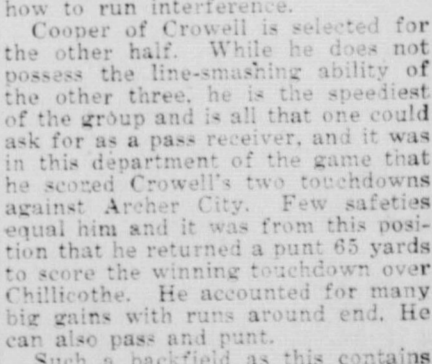 how to run interference.
Cooper of Crowell is selected for
the other half. While he does not
possess the line-smashing ability of
the other three, he is the speediest
of the group and is all that one could
ask for as a pass receiver, and it was
in this department of the game that
he scored Crowell's two touchdowns
against Archer City. Few safeties
equal him and it was from this posi-
tion that he returned a punt 65 yards
to score the winning touchdown over
Chillicothe. He accounted for many
big gains with runs around end. He
can also pass and punt.
Such a backfield as this contains